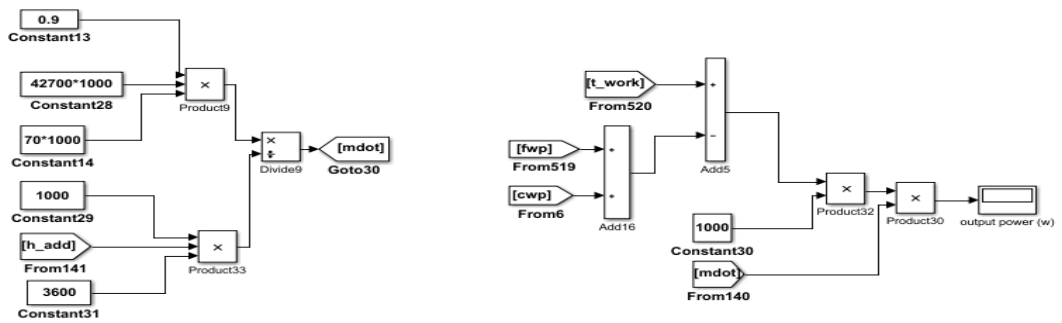 0.9
Constant13
42700*1000
Constant28
×
Product9
70*1000
Constant14
×
÷
Divide9
[mdot]
Goto30
1000
Constant29
[h_add]
From141
×
Product33
3600
Constant31
[t_work]
From520
+
−
Add5
[fwp]
From519
[cwp]
From6
+
+
Add16
×
Product32
1000
Constant30
×
Product30
output power (w)
[mdot]
From140